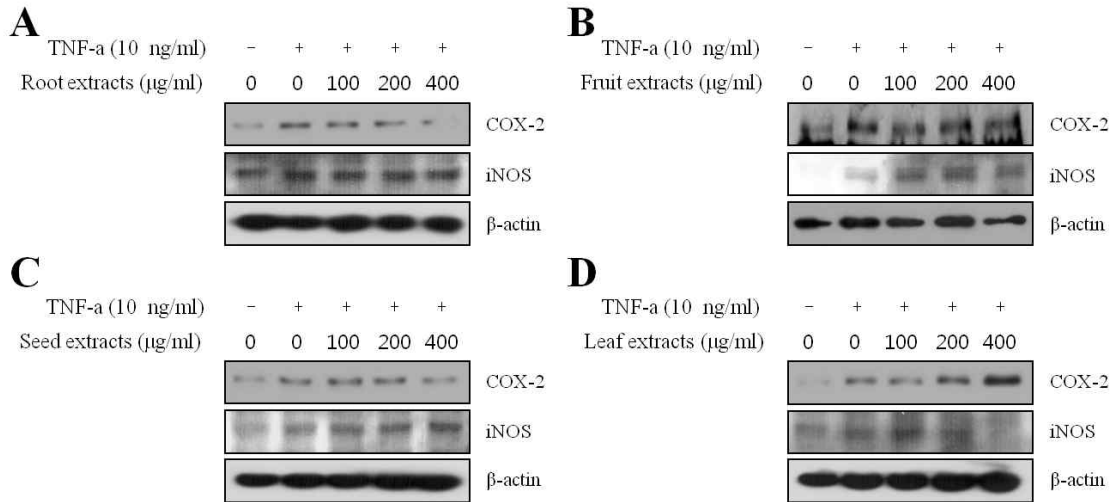 A
TNF-a (10 ng/ml) − + + + +
Root extracts (μg/ml) 0 0 100 200 400
COX-2
iNOS
β-actin
B
TNF-a (10 ng/ml) − + + + +
Fruit extracts (μg/ml) 0 0 100 200 400
COX-2
iNOS
β-actin
C
TNF-a (10 ng/ml) − + + + +
Seed extracts (μg/ml) 0 0 100 200 400
COX-2
iNOS
β-actin
D
TNF-a (10 ng/ml) − + + + +
Leaf extracts (μg/ml) 0 0 100 200 400
COX-2
iNOS
β-actin